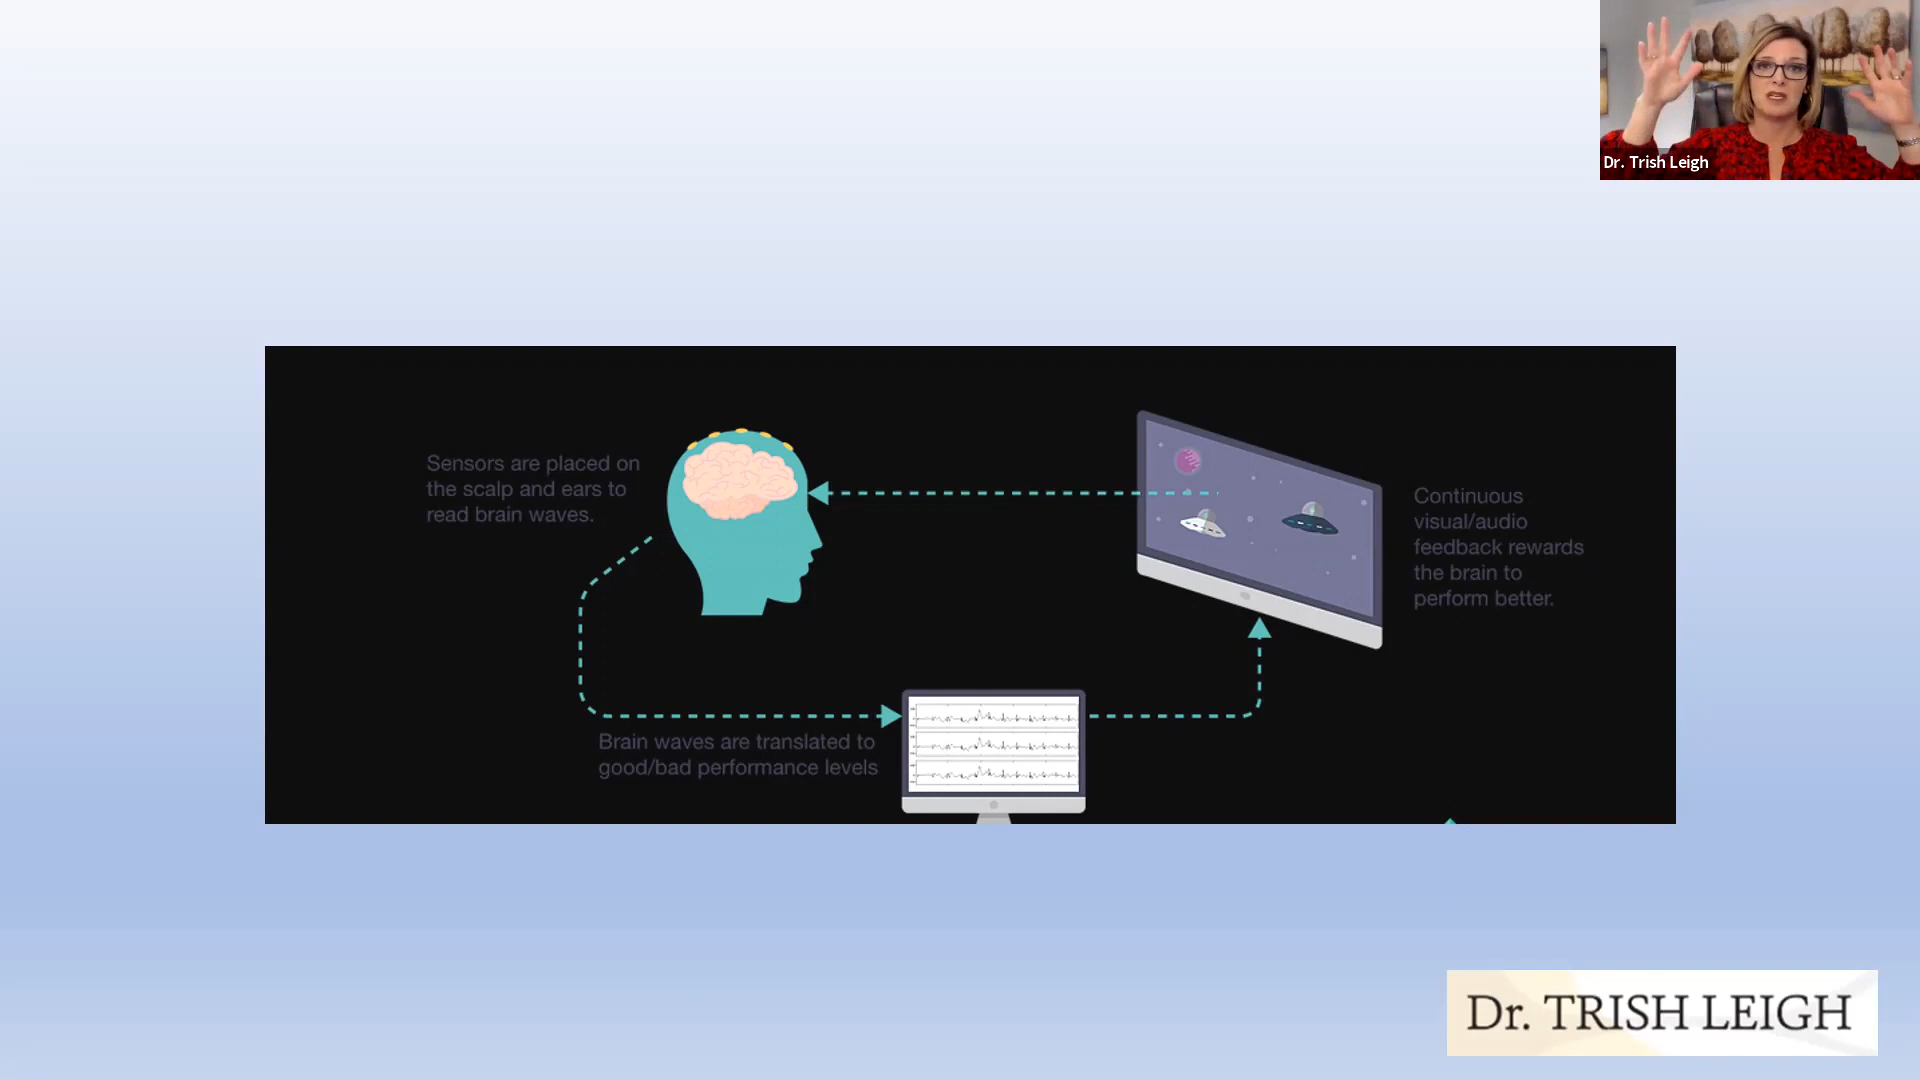 Dr. Trish Leigh
Sensors are placed on
the scalp and ears to
read brain waves.
Continuous
visual/audio
feedback rewards
the brain to
perform better.
Brain waves are translated to
good/bad performance levels
Dr. TRISH LEIGH